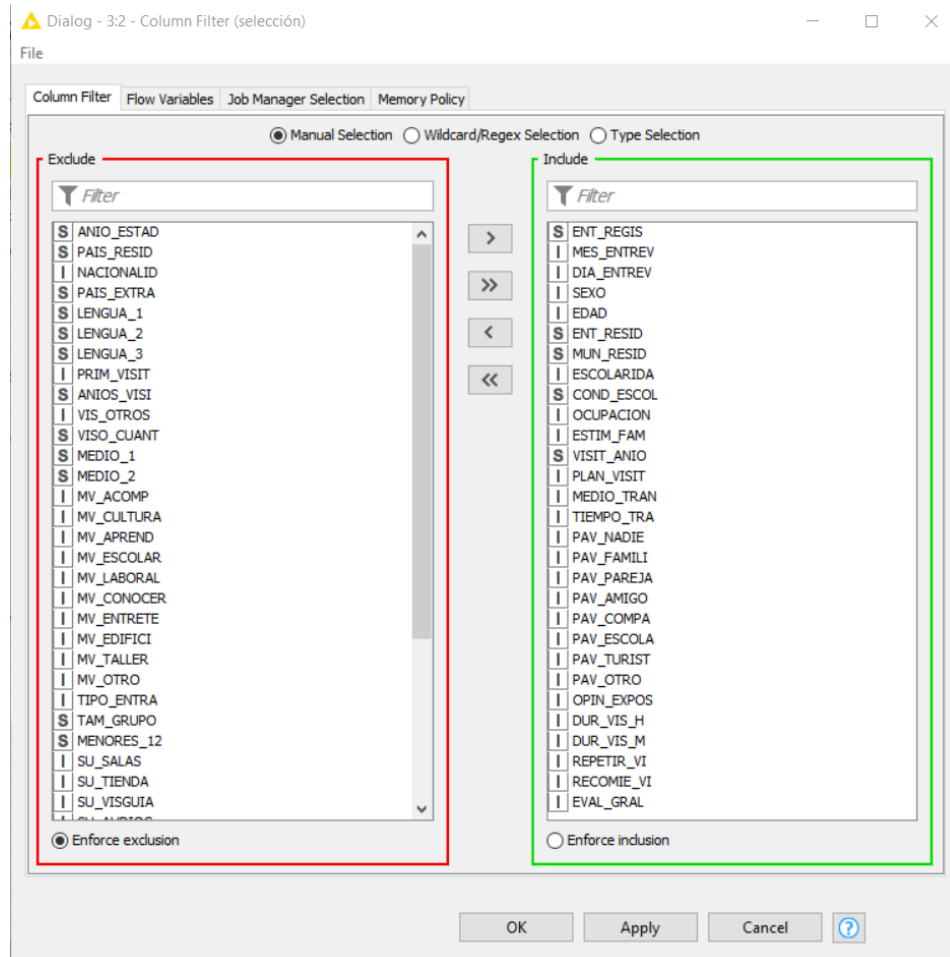 Dialog - 3:2 - Column Filter (selección)
File
Column Filter Flow Variables Job Manager Selection Memory Policy
Manual Selection Wildcard/Regex Selection Type Selection
Exclude
Filter
S ANIO_ESTAD
S PAIS_RESID
I NACIONALID
S PAIS_EXTRA
S LENGUA_1
S LENGUA_2
S LENGUA_3
I PRIM_VISIT
S ANIOS_VISI
I VIS_OTROS
S VISO_CUANT
S MEDIO_1
S MEDIO_2
I MV_ACOMP
I MV_CULTURA
I MV_APREND
I MV_ESCOLAR
I MV_LABORAL
I MV_CONOCER
I MV_ENTRETE
I MV_EDIFICI
I MV_TALLER
I MV_OTRO
I TIPO_ENTRA
S TAM_GRUPO
S MENORES_12
I SU_SALAS
I SU_TIENDA
I SU_VISGUIA
Enforce exclusion
>
>>
<
<<
Include
Filter
S ENT_REGIS
I MES_ENTREV
I DIA_ENTREV
I SEXO
I EDAD
S ENT_RESID
S MUN_RESID
I ESCOLARIDA
S COND_ESCOL
I OCUPACION
I ESTIM_FAM
S VISIT_ANIO
I PLAN_VISIT
I MEDIO_TRAN
I TIEMPO_TRA
I PAV_NADIE
I PAV_FAMILI
I PAV_PAREJA
I PAV_AMIGO
I PAV_COMPA
I PAV_ESCOLA
I PAV_TURIST
I PAV_OTRO
I OPIN_EXPOS
I DUR_VIS_H
I DUR_VIS_M
I REPETIR_VI
I RECOMIE_VI
I EVAL_GRAL
Enforce inclusion
OK Apply Cancel ?